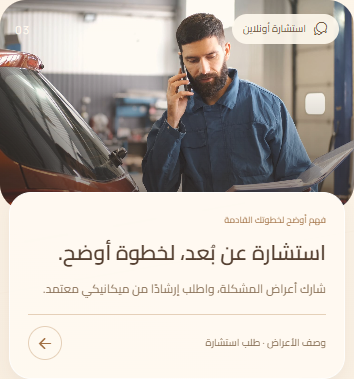 03
استشارة أونلاين
فهم أوضح لخطوتك القادمة
استشارة عن بُعد، لخطوة أوضح.
شارك أعراض المشكلة، واطلب إرشادًا من ميكانيكي معتمد.
وصف الأعراض · طلب استشارة